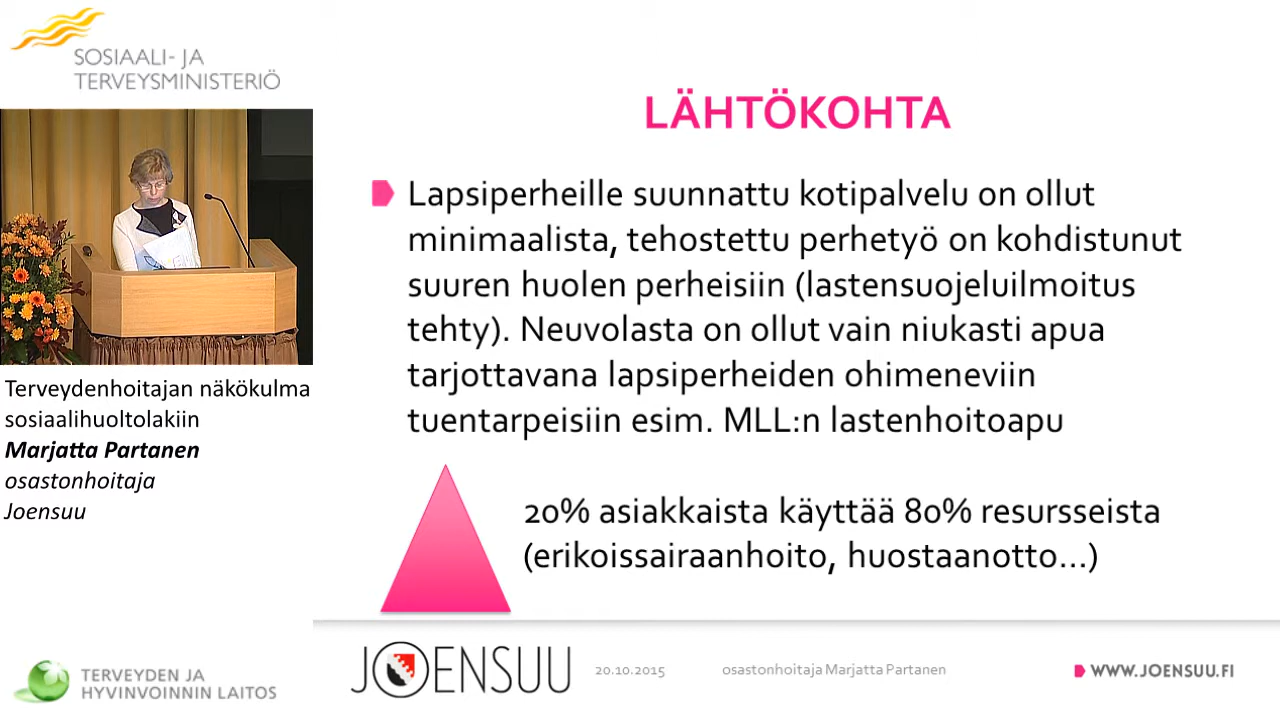 SOSIAALI- JA
TERVEYSMINISTERIÖ
LÄHTÖKOHTA
Lapsiperheille suunnattu kotipalvelu on ollut
minimaalista, tehostettu perhetyö on kohdistunut
suuren huolen perheisiin (lastensuojeluilmoitus
tehty). Neuvolasta on ollut vain niukasti apua
tarjottavana lapsiperheiden ohimeneviin
tuentarpeisiin esim. MLL:n lastenhoitoapu
20% asiakkaista käyttää 80% resursseista
(erikoissairaanhoito, huostaanotto...)
Terveydenhoitajan näkökulma
sosiaalihuoltolakiin
Marjatta Partanen
osastonhoitaja
Joensuu
TERVEYDEN JA
HYVINVOINNIN LAITOS
JOENSUU
20.10.2015
osastonhoitaja Marjatta Partanen
WWW.JOENSUU.FI